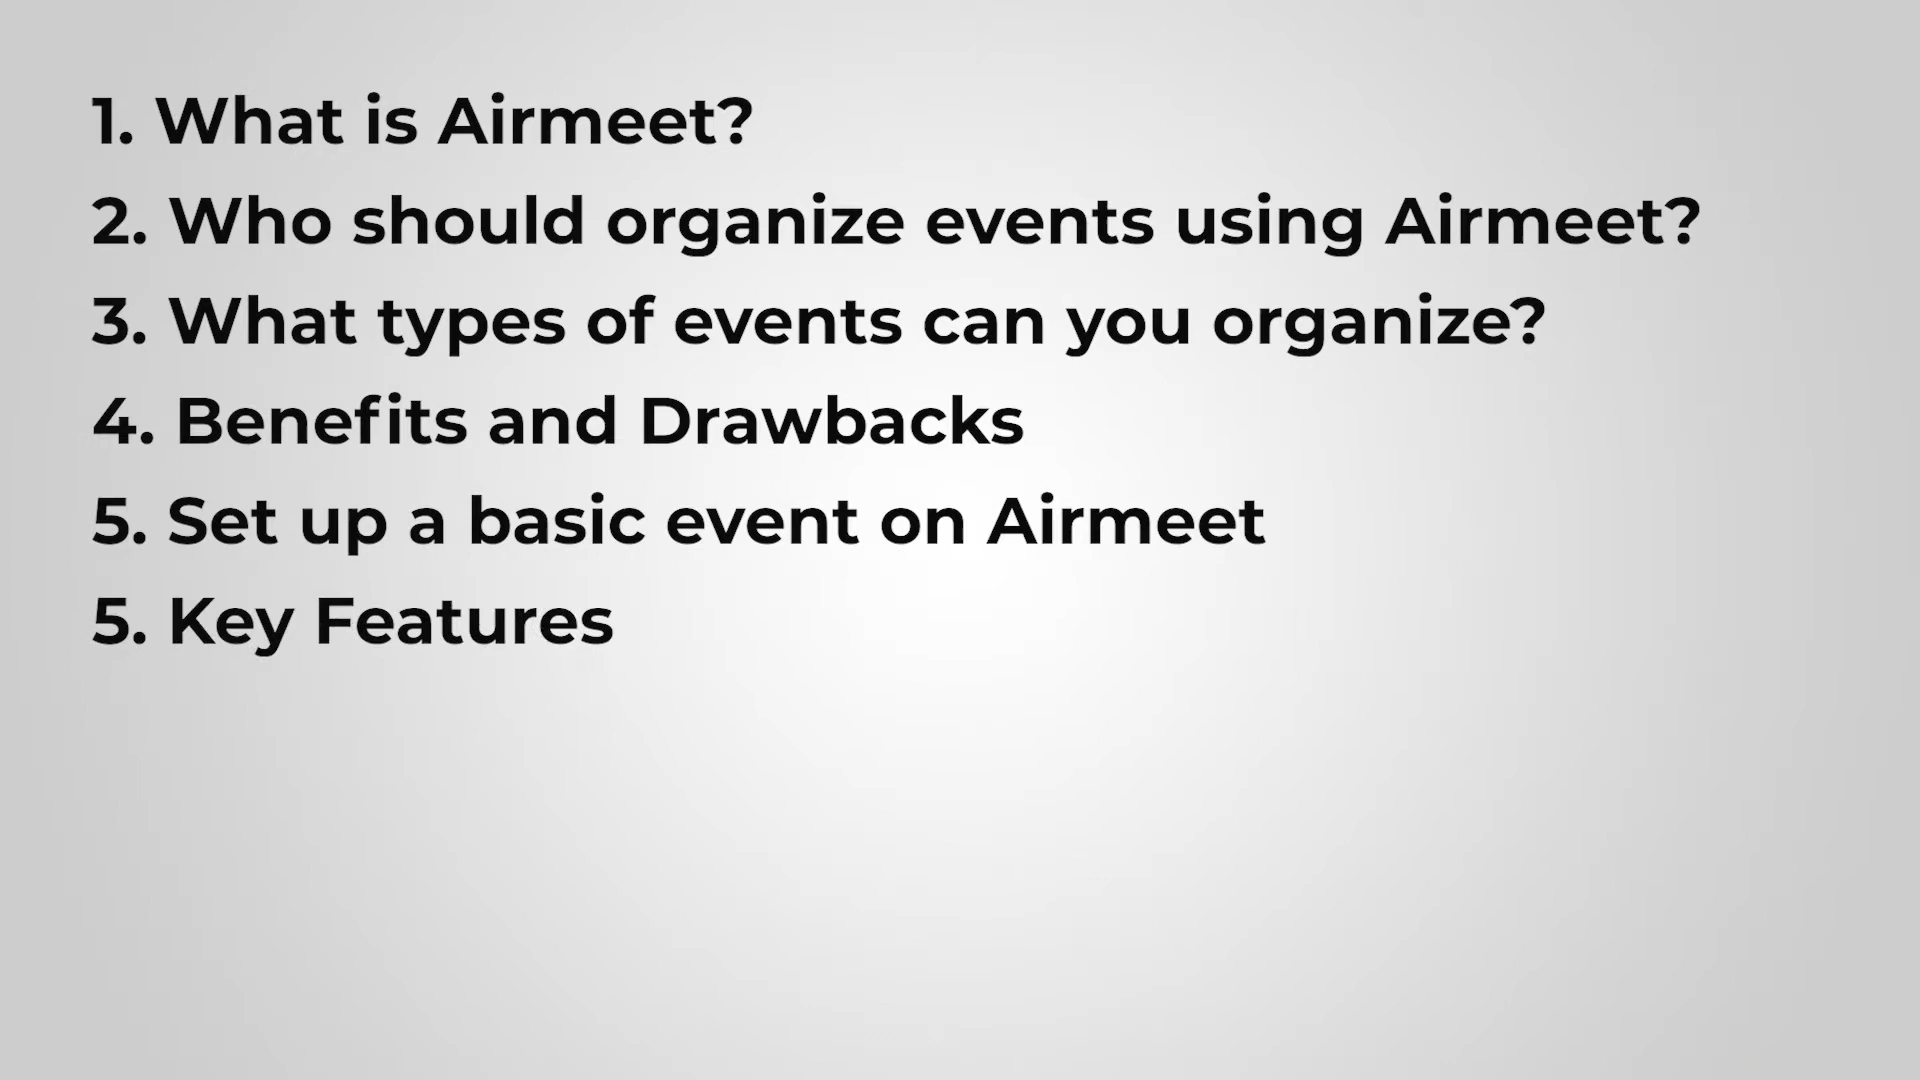 1. What is Airmeet?
2. Who should organize events using Airmeet?
3. What types of events can you organize?
4. Benefits and Drawbacks
5. Set up a basic event on Airmeet
5. Key Features